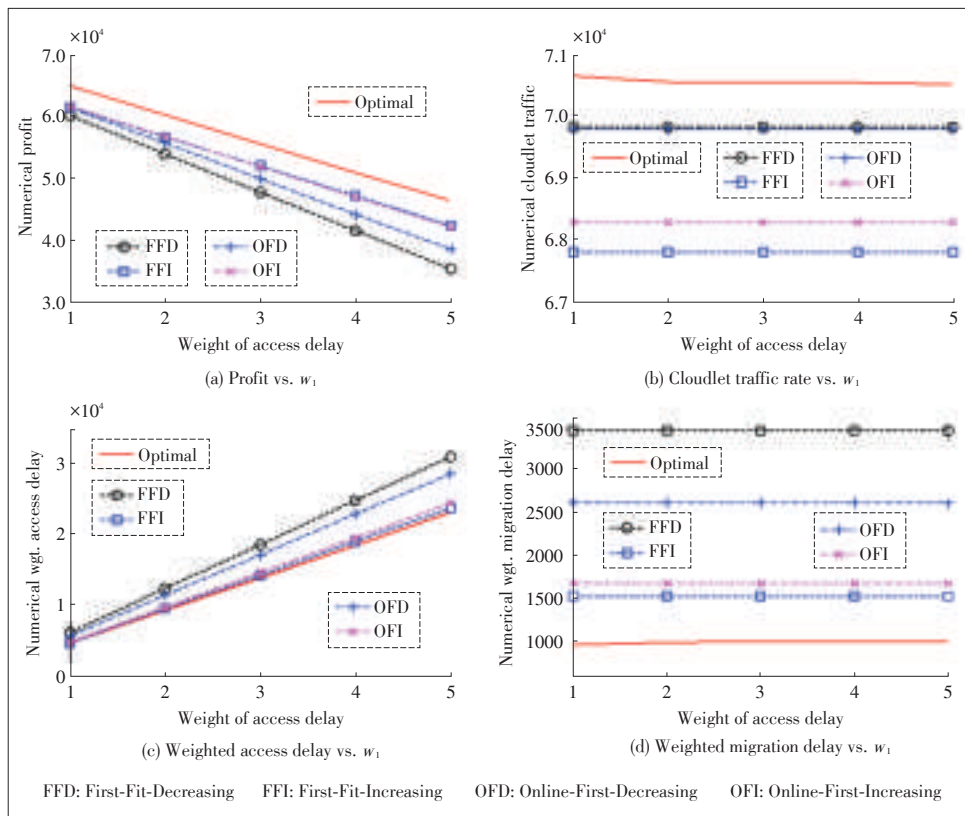 ×10⁴
7.0
6.0
5.0
4.0
3.0
Numerical profit
Optimal
FFD
FFI
OFD
OFI
1 2 3 4 5
Weight of access delay
(a) Profit vs. w₁
×10⁴
7.1
7.0
6.9
6.8
6.7
Numerical cloudlet traffic
Optimal
FFD
FFI
OFD
OFI
1 2 3 4 5
Weight of access delay
(b) Cloudlet traffic rate vs. w₁
×10⁴
3
2
1
0
Numerical wgt. access delay
Optimal
FFD
FFI
OFD
OFI
1 2 3 4 5
Weight of access delay
(c) Weighted access delay vs. w₁
3500
3000
2500
2000
1500
1000
Numerical wgt. migration delay
Optimal
FFD
FFI
OFD
OFI
1 2 3 4 5
Weight of access delay
(d) Weighted migration delay vs. w₁
FFD: First-Fit-Decreasing FFI: First-Fit-Increasing OFD: Online-First-Decreasing OFI: Online-First-Increasing